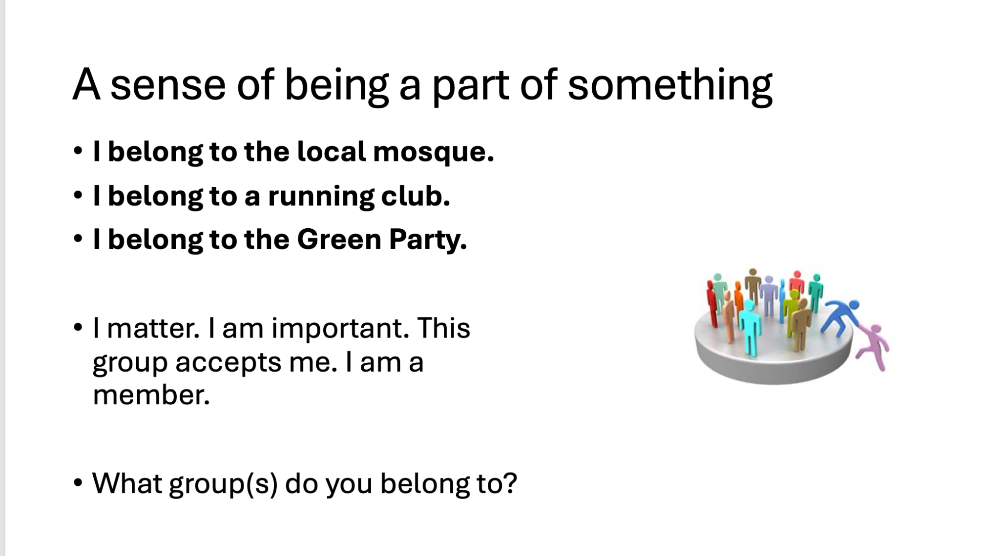 A sense of being a part of something
• I belong to the local mosque.
• I belong to a running club.
• I belong to the Green Party.
• I matter. I am important. This
group accepts me. I am a
member.
• What group(s) do you belong to?